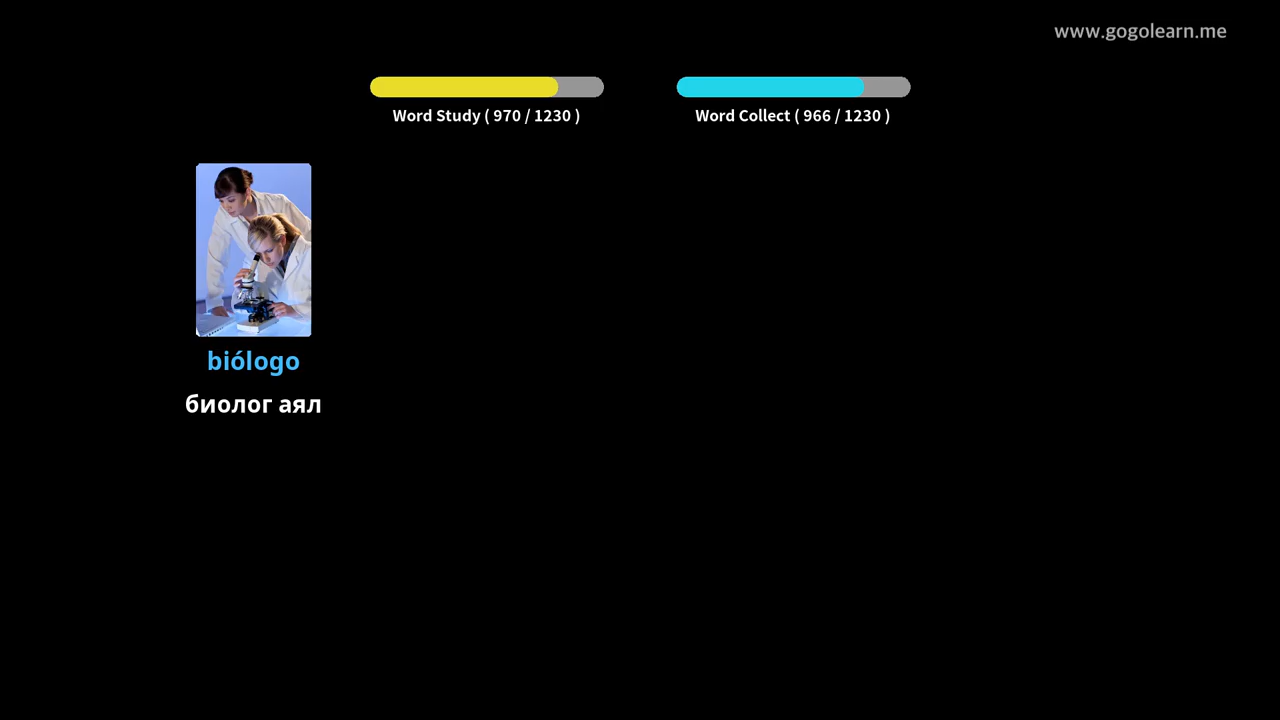 www.gogolearn.me
Word Study ( 970 / 1230 )
Word Collect ( 966 / 1230 )
biólogo
биолог аял